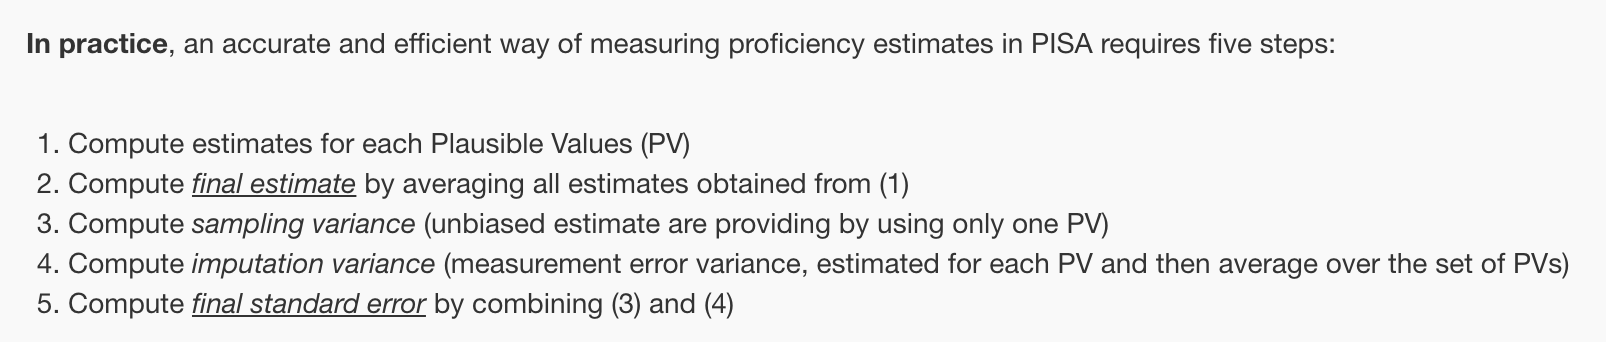 In practice, an accurate and efficient way of measuring proficiency estimates in PISA requires five steps:
1. Compute estimates for each Plausible Values (PV)
2. Compute final estimate by averaging all estimates obtained from (1)
3. Compute sampling variance (unbiased estimate are providing by using only one PV)
4. Compute imputation variance (measurement error variance, estimated for each PV and then average over the set of PVs)
5. Compute final standard error by combining (3) and (4)